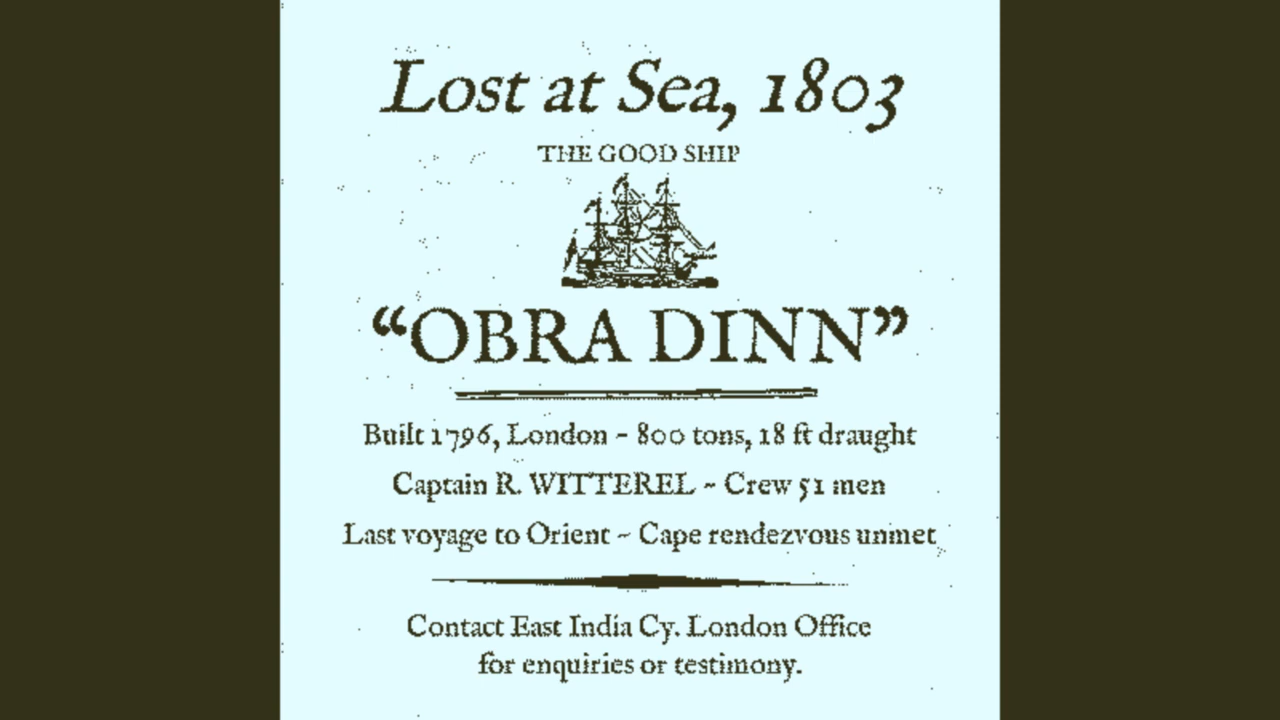 Lost at Sea, 1803
THE GOOD SHIP
“OBRA DINN”
Built 1796, London ~ 800 tons, 18 ft draught
Captain R. WITTEREL ~ Crew 51 men
Last voyage to Orient ~ Cape rendezvous unmet
Contact East India Cy. London Office
for enquiries or testimony.